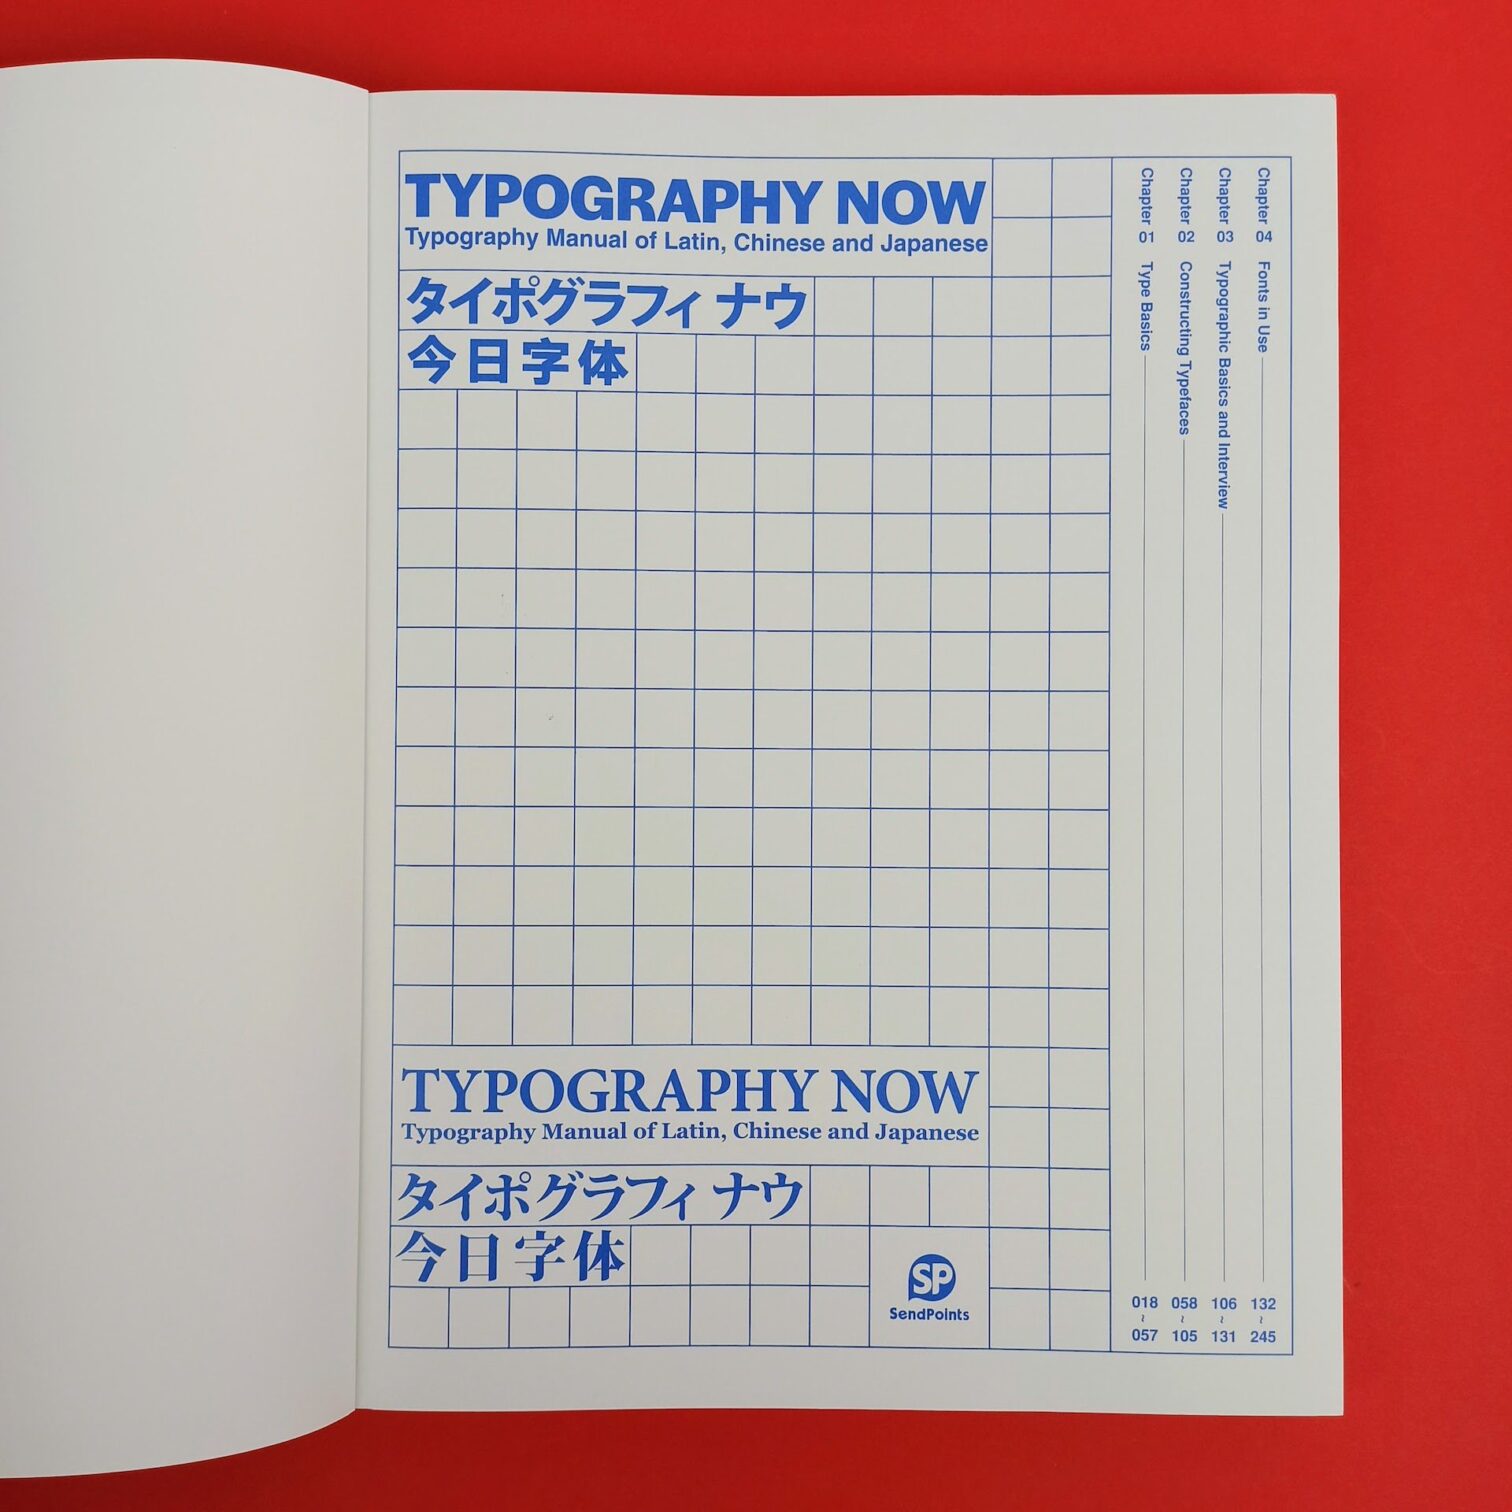 TYPOGRAPHY NOW
Typography Manual of Latin, Chinese and Japanese
タイポグラフィ ナウ
今日字体
Chapter 01 Type Basics 018 ~ 057
Chapter 02 Constructing Typefaces 058 ~ 105
Chapter 03 Typographic Basics and Interview 106 ~ 131
Chapter 04 Fonts in Use 132 ~ 245
TYPOGRAPHY NOW
Typography Manual of Latin, Chinese and Japanese
タイポグラフィ ナウ
今日字体
SP
SendPoints